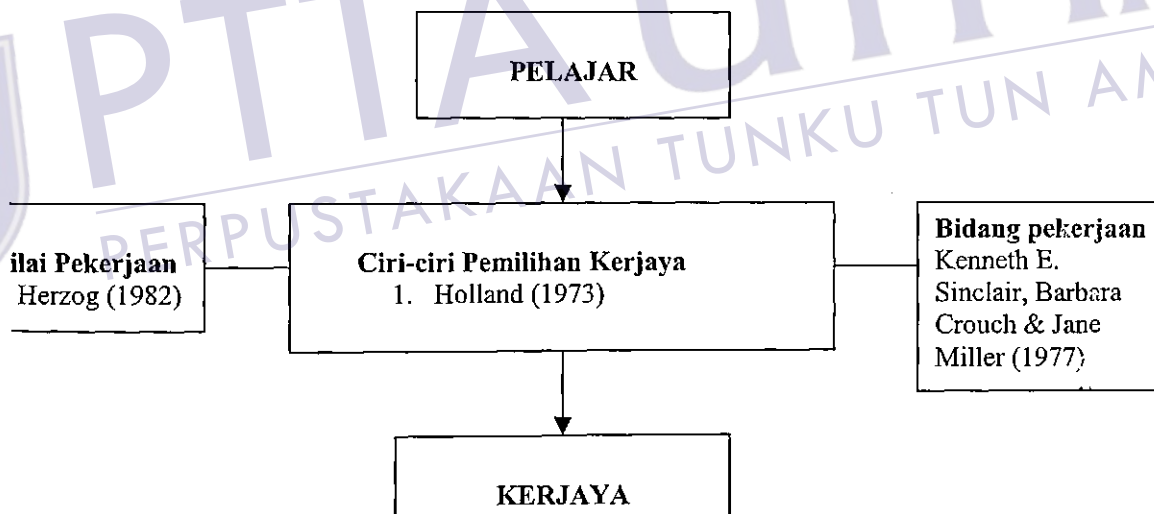 PTTA
PERPUSTAKAAN TUNKU TUN AM
PELAJAR
ilai Pekerjaan
Herzog (1982)
Ciri-ciri Pemilihan Kerjaya
1. Holland (1973)
Bidang pekerjaan
Kenneth E.
Sinclair, Barbara
Crouch & Jane
Miller (1977)
KERJAYA